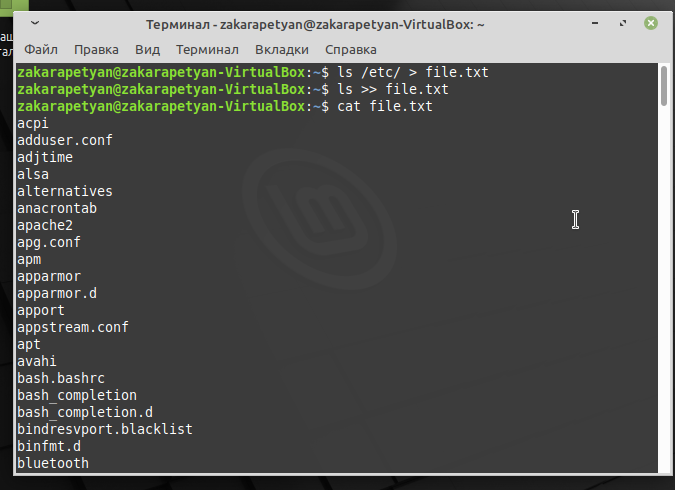 Терминал - zakarapetyan@zakarapetyan-VirtualBox: ~
Файл Правка Вид Терминал Вкладки Справка
zakarapetyan@zakarapetyan-VirtualBox:~$ ls /etc/ > file.txt
zakarapetyan@zakarapetyan-VirtualBox:~$ ls >> file.txt
zakarapetyan@zakarapetyan-VirtualBox:~$ cat file.txt
acpi
adduser.conf
adjtime
alsa
alternatives
anacrontab
apache2
apg.conf
apm
apparmor
apparmor.d
apport
appstream.conf
apt
avahi
bash.bashrc
bash_completion
bash_completion.d
bindresvport.blacklist
binfmt.d
bluetooth